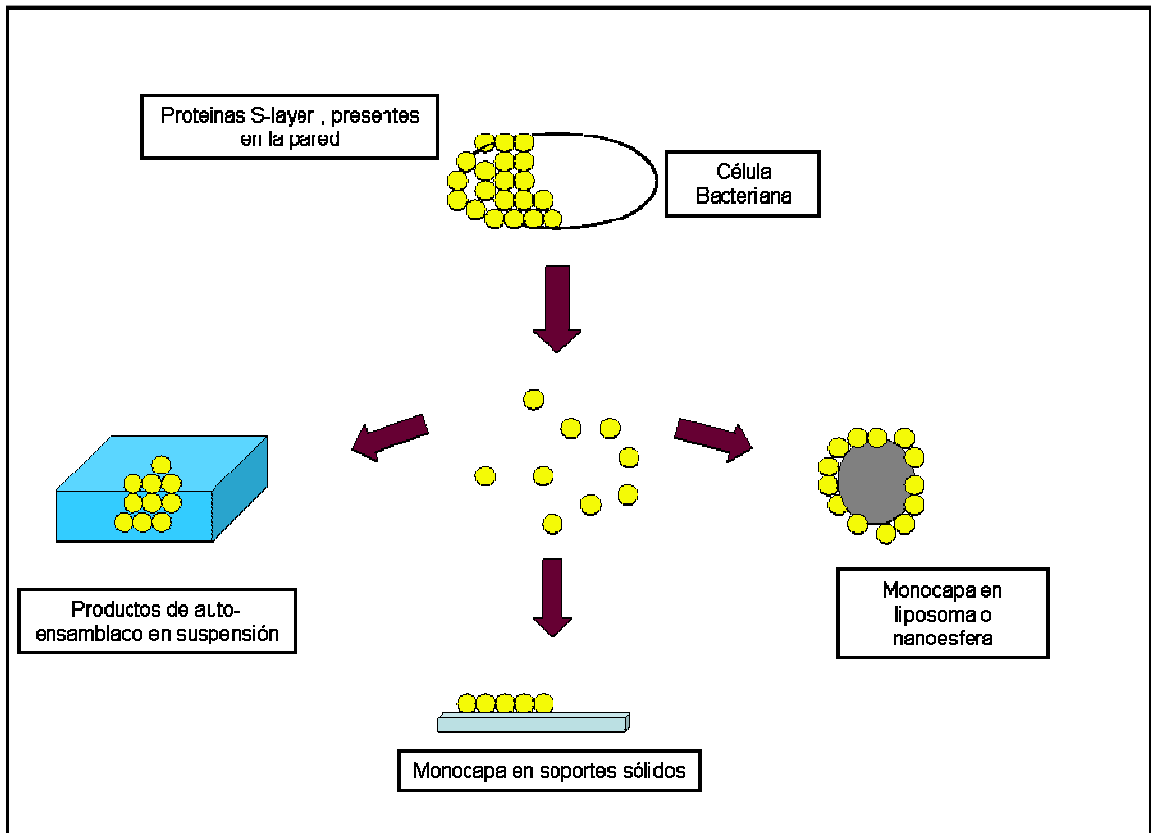 Proteinas S-layer , presentes
en la pared
Célula
Bacteriana
Productos de auto-
ensamblaco en suspensión
Monocapa en
liposoma o
nanoesfera
Monocapa en soportes sólidos